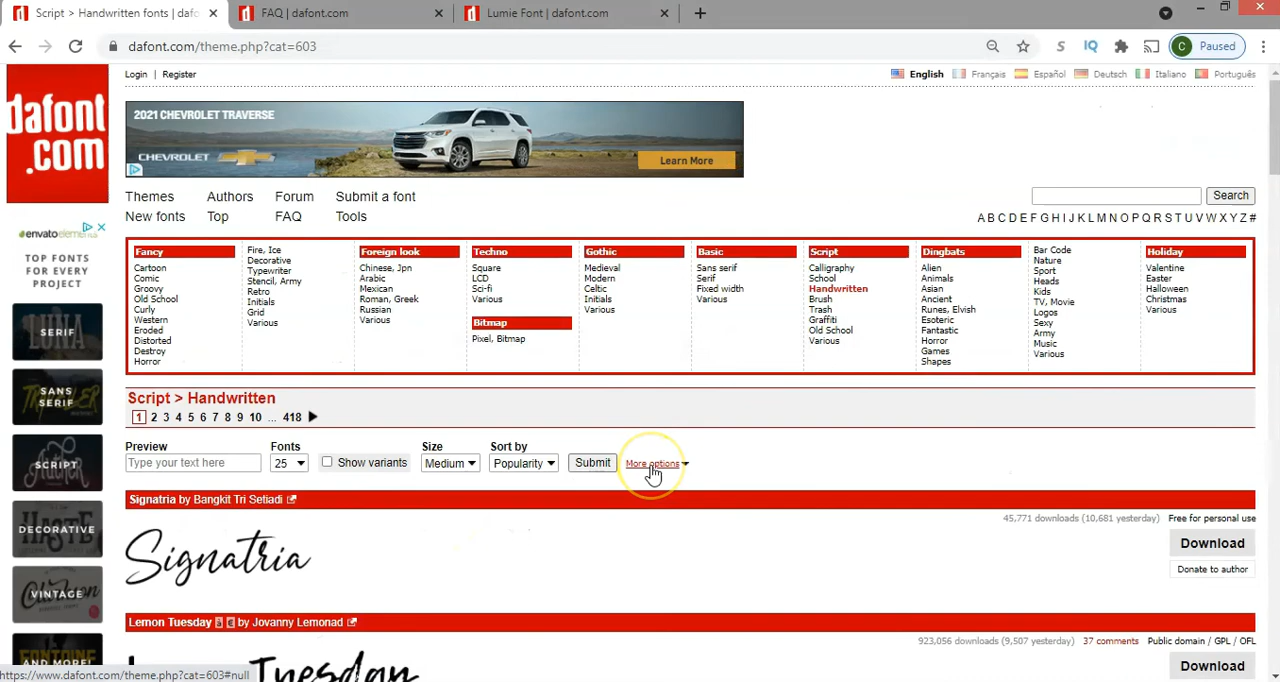 Script > Handwritten fonts | dafo
FAQ | dafont.com
Lumie Font | dafont.com
dafont.com/theme.php?cat=603
S
IQ
C Paused
dafont
.com
Login | Register
English Français Español Deutsch Italiano Português
2021 CHEVROLET TRAVERSE
CHEVROLET
Learn More
Themes Authors Forum Submit a font
New fonts Top FAQ Tools
Search
A B C D E F G H I J K L M N O P Q R S T U V W X Y Z #
envato elements
TOP FONTS
FOR EVERY
PROJECT
LUNA
SERIF
SANS
SERIF
SCRIPT
DECORATIVE
VINTAGE
AND MORE!
Fancy
Cartoon
Comic
Groovy
Old School
Curly
Western
Eroded
Distorted
Destroy
Horror
Fire, Ice
Decorative
Typewriter
Stencil, Army
Retro
Initials
Grid
Various
Foreign look
Chinese, Jpn
Arabic
Mexican
Roman, Greek
Russian
Various
Techno
Square
LCD
Sci-fi
Various
Bitmap
Pixel, Bitmap
Gothic
Medieval
Modern
Celtic
Initials
Various
Basic
Sans serif
Serif
Fixed width
Various
Script
Calligraphy
School
Handwritten
Brush
Trash
Graffiti
Old School
Various
Dingbats
Alien
Animals
Asian
Ancient
Runes, Elvish
Esoteric
Fantastic
Horror
Games
Shapes
Bar Code
Nature
Sport
Heads
Kids
TV, Movie
Logos
Sexy
Army
Music
Various
Holiday
Valentine
Easter
Halloween
Christmas
Various
Script > Handwritten
1 2 3 4 5 6 7 8 9 10 ... 418
Preview Fonts Size Sort by
Type your text here 25 Show variants Medium Popularity Submit More options
Signatria by Bangkit Tri Setiadi
45,771 downloads (10,681 yesterday) Free for personal use
Signatria
Download
Donate to author
Lemon Tuesday à € by Jovanny Lemonad
923,056 downloads (9,507 yesterday) 37 comments Public domain / GPL / OFL
Tuesday
Download
https://www.dafont.com/theme.php?cat=603#null